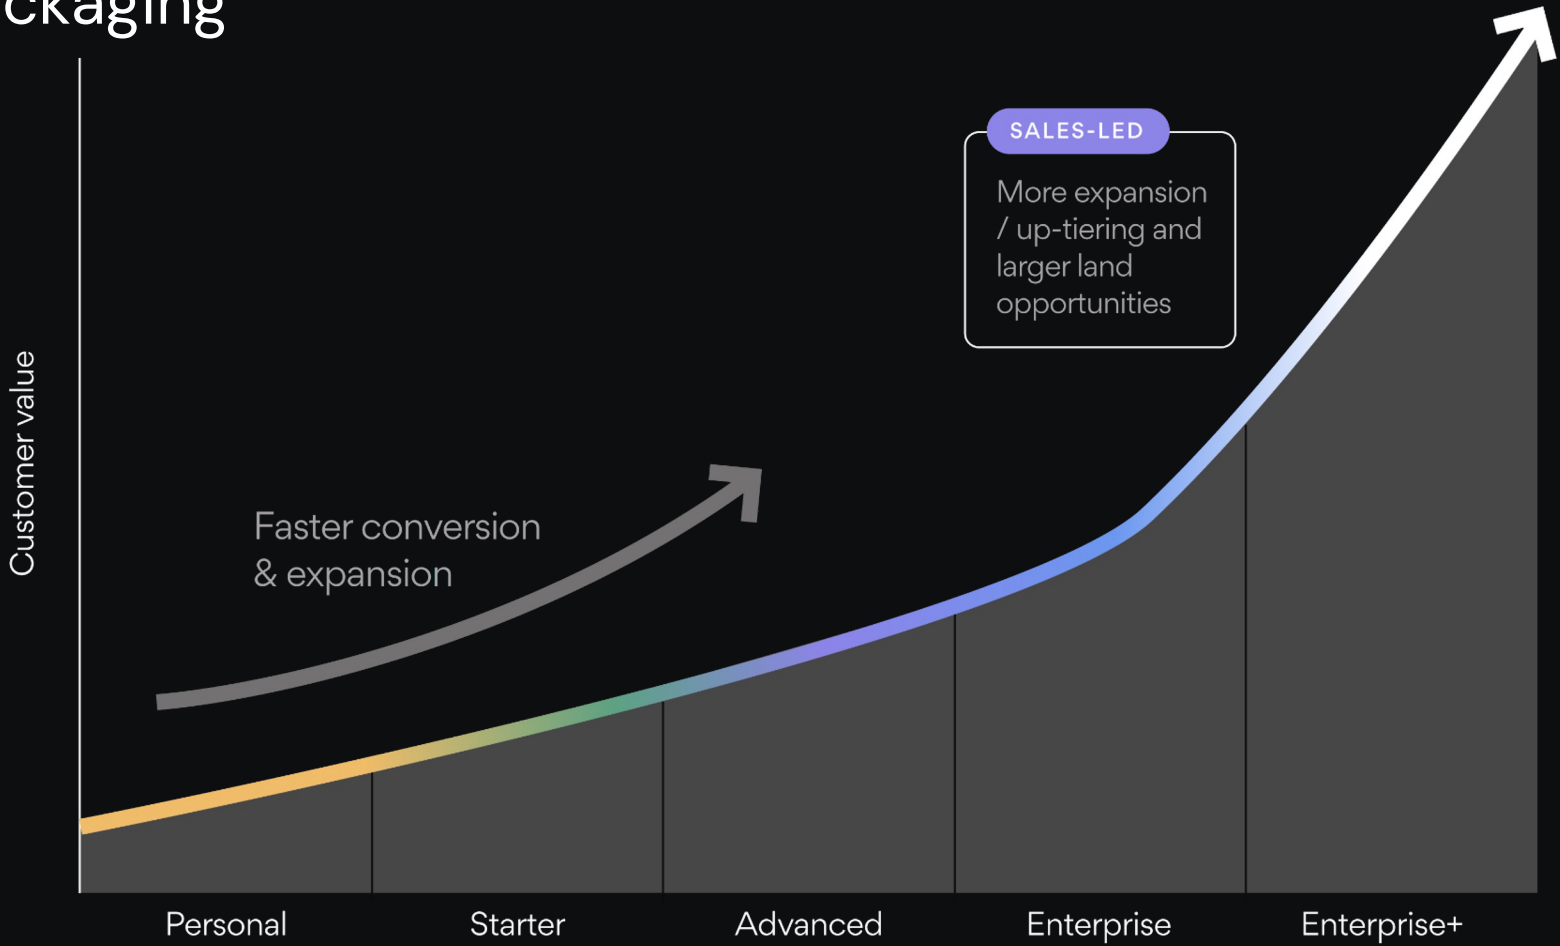 ckaging
SALES-LED
More expansion
/ up-tiering and
larger land
opportunities
Customer value
Faster conversion
& expansion
Personal
Starter
Advanced
Enterprise
Enterprise+